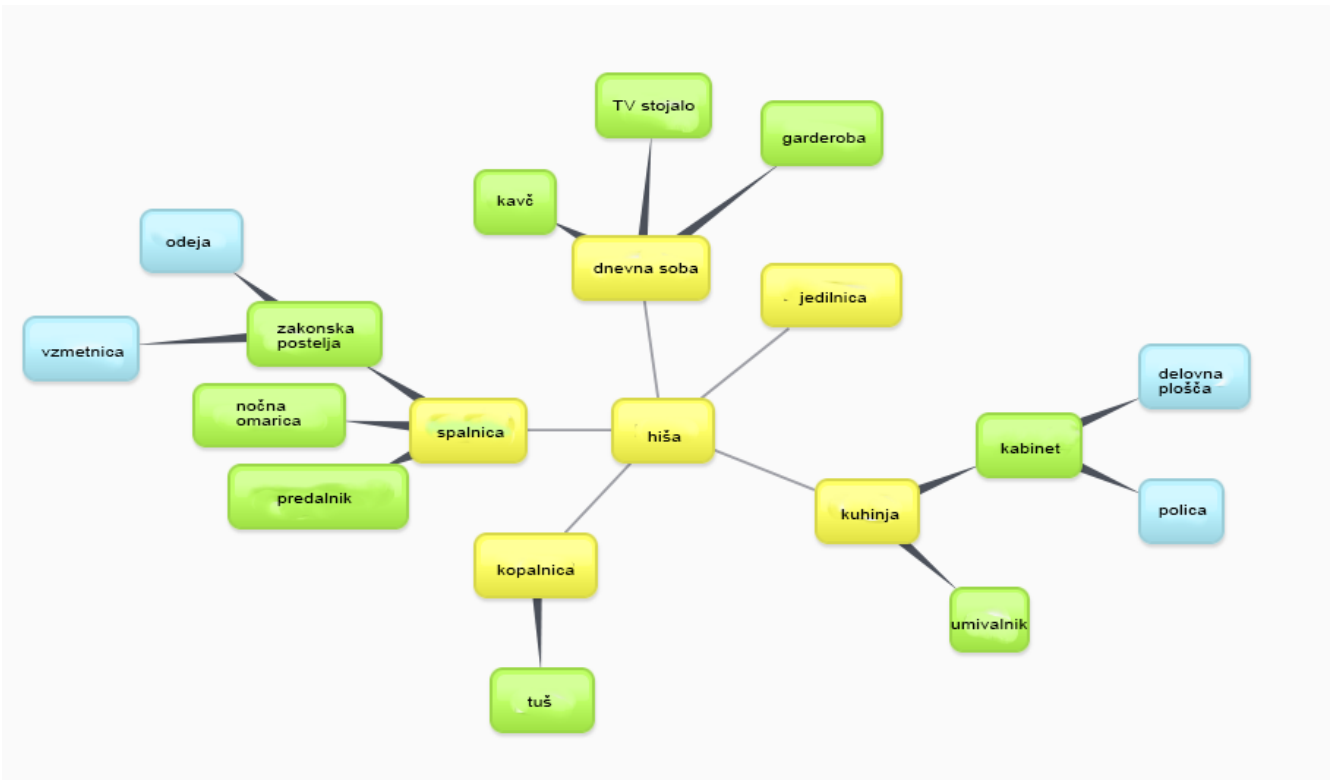 TV stojalo
garderoba
kavč
odeja
dnevna soba
jedilnica
zakonska
postelja
vzmetnica
delovna
plošča
nočna
omarica
spalnica
hiša
kabinet
predalnik
kuhinja
polica
kopalnica
umivalnik
tuš